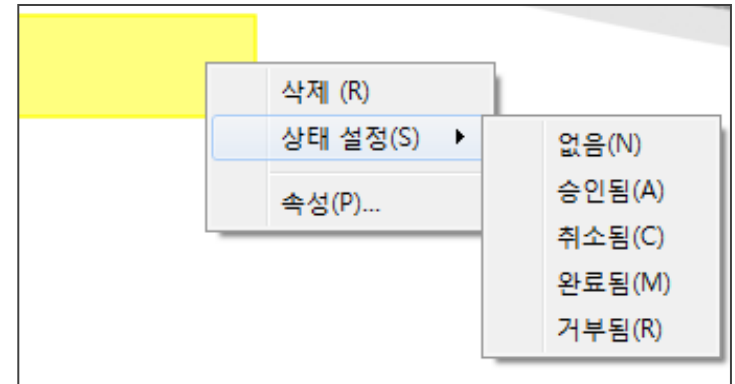 삭제 (R)
상태 설정(S)
속성(P)...
없음(N)
승인됨(A)
취소됨(C)
완료됨(M)
거부됨(R)